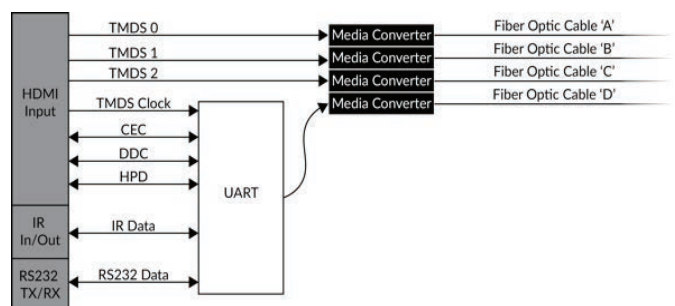 TMDS 0
Media Converter
Fiber Optic Cable 'A'
TMDS 1
Media Converter
Fiber Optic Cable 'B'
TMDS 2
Media Converter
Fiber Optic Cable 'C'
HDMI
Input
TMDS Clock
Media Converter
Fiber Optic Cable 'D'
CEC
DDC
HPD
UART
IR
In/Out
IR Data
RS232
TX/RX
RS232 Data